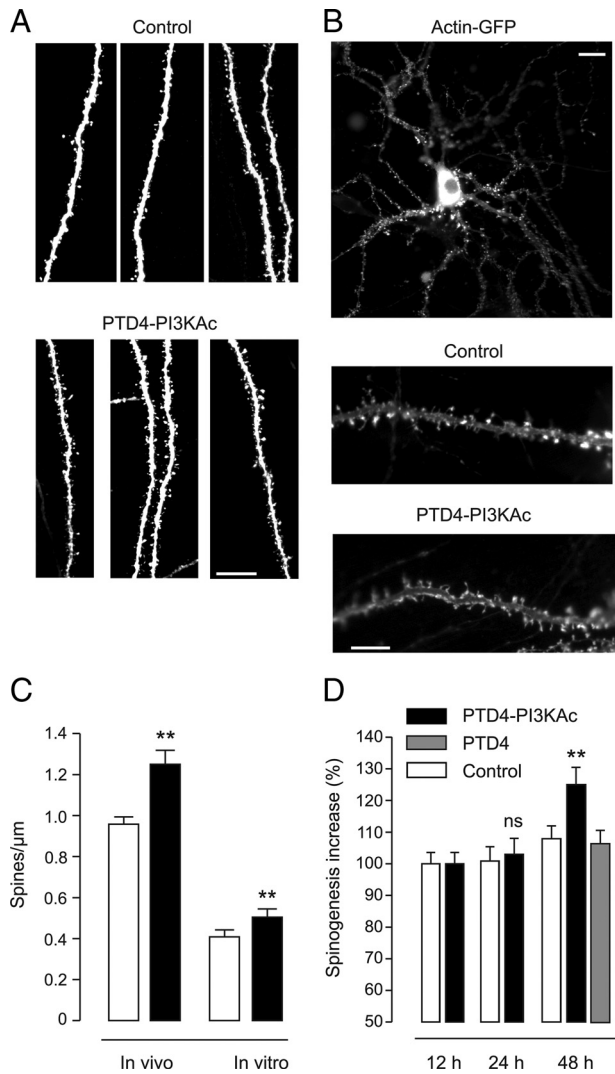 A
Control
PTD4-PI3KAc
B
Actin-GFP
Control
PTD4-PI3KAc
C
Spines/µm
1.4
1.2
1.0
0.8
0.6
0.4
0.2
0
**
**
In vivo
In vitro
D
PTD4-PI3KAc
PTD4
Control
Spinogenesis increase (%)
140
130
120
110
100
90
80
70
60
50
ns
**
12 h
24 h
48 h